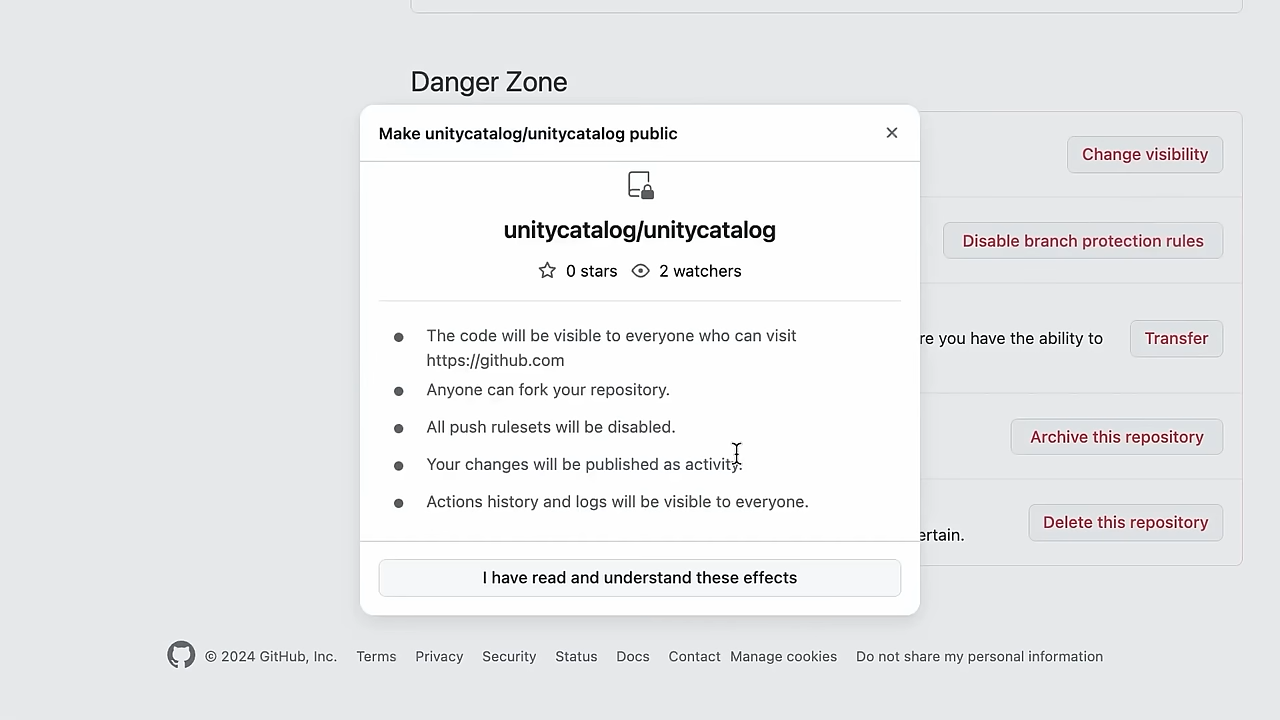 Danger Zone
Make unitycatalog/unitycatalog public
Change visibility
unitycatalog/unitycatalog
Disable branch protection rules
0 stars 2 watchers
The code will be visible to everyone who can visit
https://github.com
re you have the ability to
Transfer
Anyone can fork your repository.
All push rulesets will be disabled.
Archive this repository
Your changes will be published as activity.
Actions history and logs will be visible to everyone.
Delete this repository
ertain.
I have read and understand these effects
© 2024 GitHub, Inc. Terms Privacy Security Status Docs Contact Manage cookies Do not share my personal information